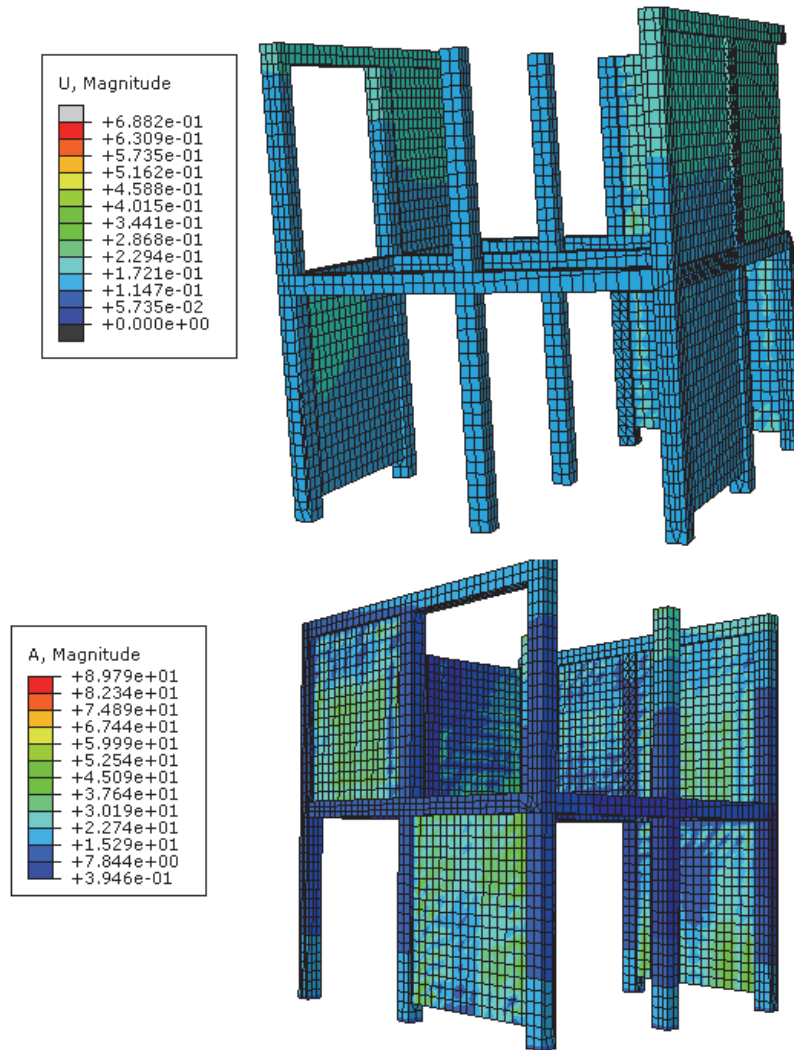 U, Magnitude
+6.882e-01
+6.309e-01
+5.735e-01
+5.162e-01
+4.588e-01
+4.015e-01
+3.441e-01
+2.868e-01
+2.294e-01
+1.721e-01
+1.147e-01
+5.735e-02
+0.000e+00
A, Magnitude
+8.979e+01
+8.234e+01
+7.489e+01
+6.744e+01
+5.999e+01
+5.254e+01
+4.509e+01
+3.764e+01
+3.019e+01
+2.274e+01
+1.529e+01
+7.844e+00
+3.946e-01